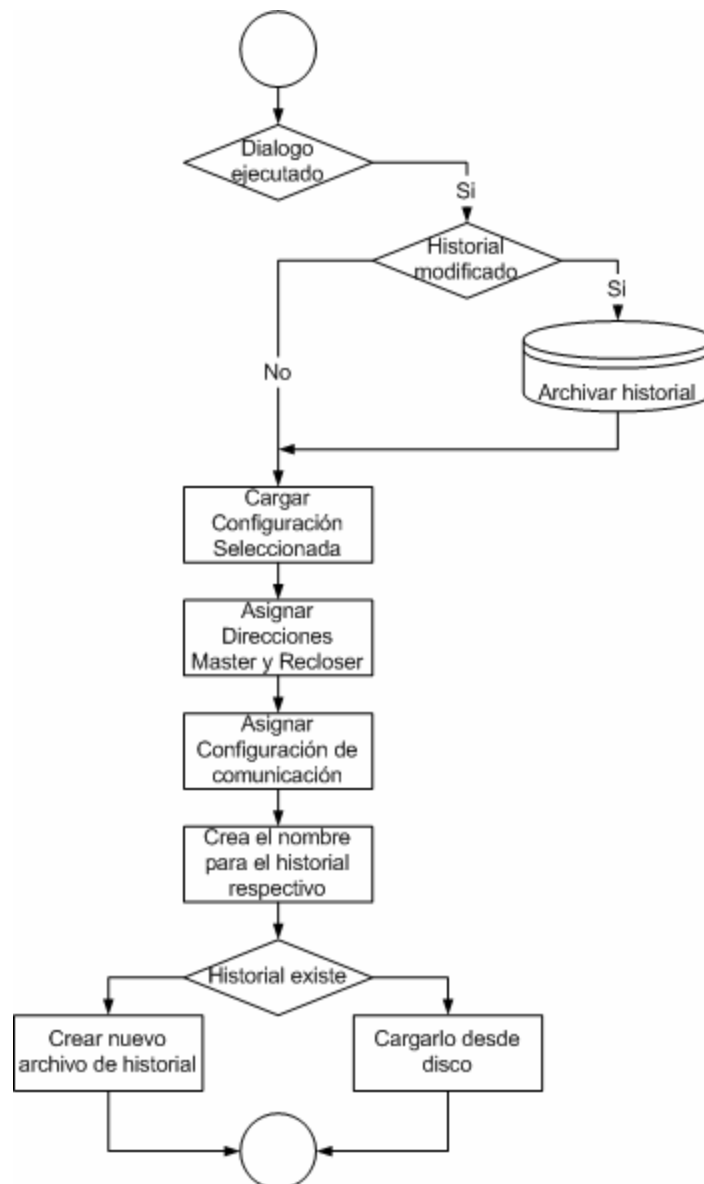 Dialogo
ejecutado
Si
Historial
modificado
Si
No
Archivar historial
Cargar
Configuración
Seleccionada
Asignar
Direcciones
Master y Recloser
Asignar
Configuración de
comunicación
Crea el nombre
para el historial
respectivo
Historial existe
Crear nuevo
archivo de historial
Cargarlo desde
disco